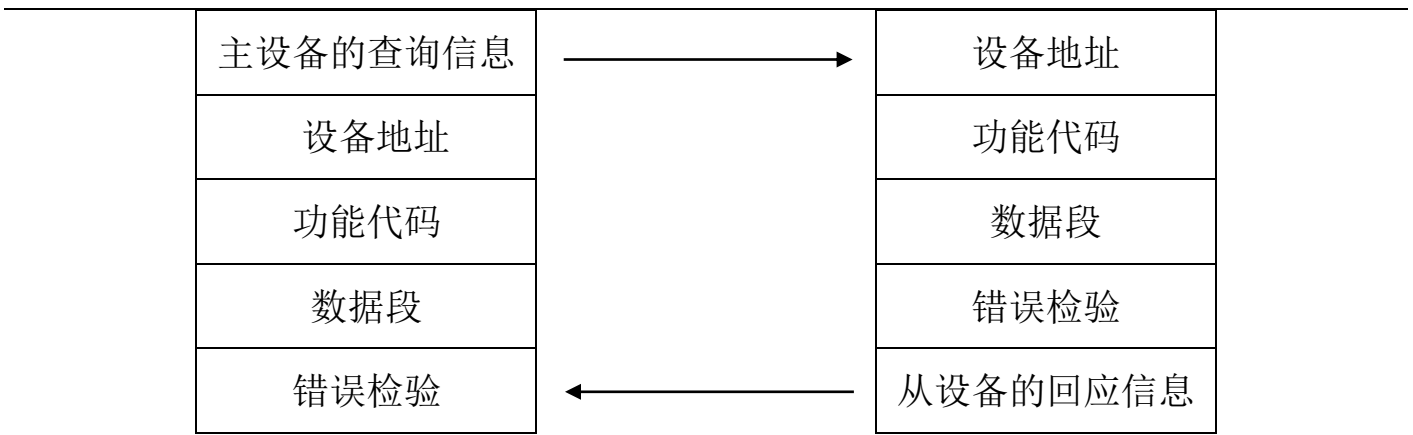 主设备的查询信息
设备地址
功能代码
数据段
错误检验
设备地址
功能代码
数据段
错误检验
从设备的回应信息